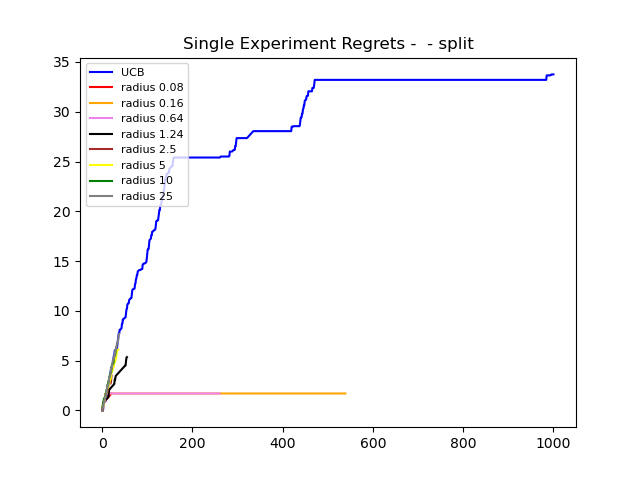 Single Experiment Regrets -  - split
35
30
25
20
15
10
5
0
UCB
radius 0.08
radius 0.16
radius 0.64
radius 1.24
radius 2.5
radius 5
radius 10
radius 25
0 200 400 600 800 1000